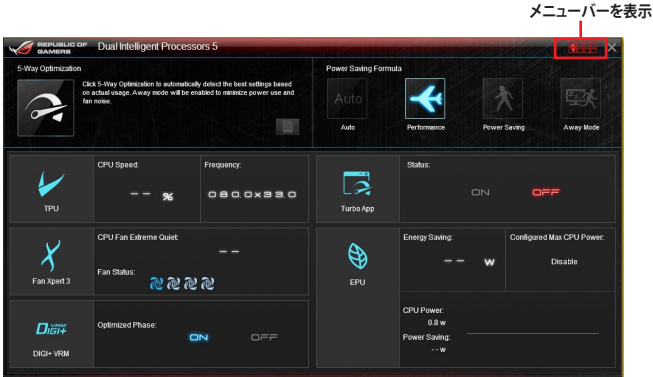 メニューバーを表示
REPUBLIC OF
GAMERS
Dual Intelligent Processors 5
5-Way Optimization
Click 5-Way Optimization to automatically detect the best settings based
on actual usage. Away mode will be enabled to minimize power use and
fan noise.
Power Saving Formula
Auto
Auto
Performance
Power Saving
Away Mode
TPU
CPU Speed:
-- %
Frequency:
080.0x33.0
Turbo App
Status:
ON OFF
Fan Xpert 3
CPU Fan Extreme Quiet:
--
Fan Status:
EPU
Energy Saving:
-- w
Configured Max CPU Power:
Disable
CPU Power:
0.8 w
Power Saving:
-- w
VRM
DIGI+
DIGI+ VRM
Optimized Phase:
ON OFF